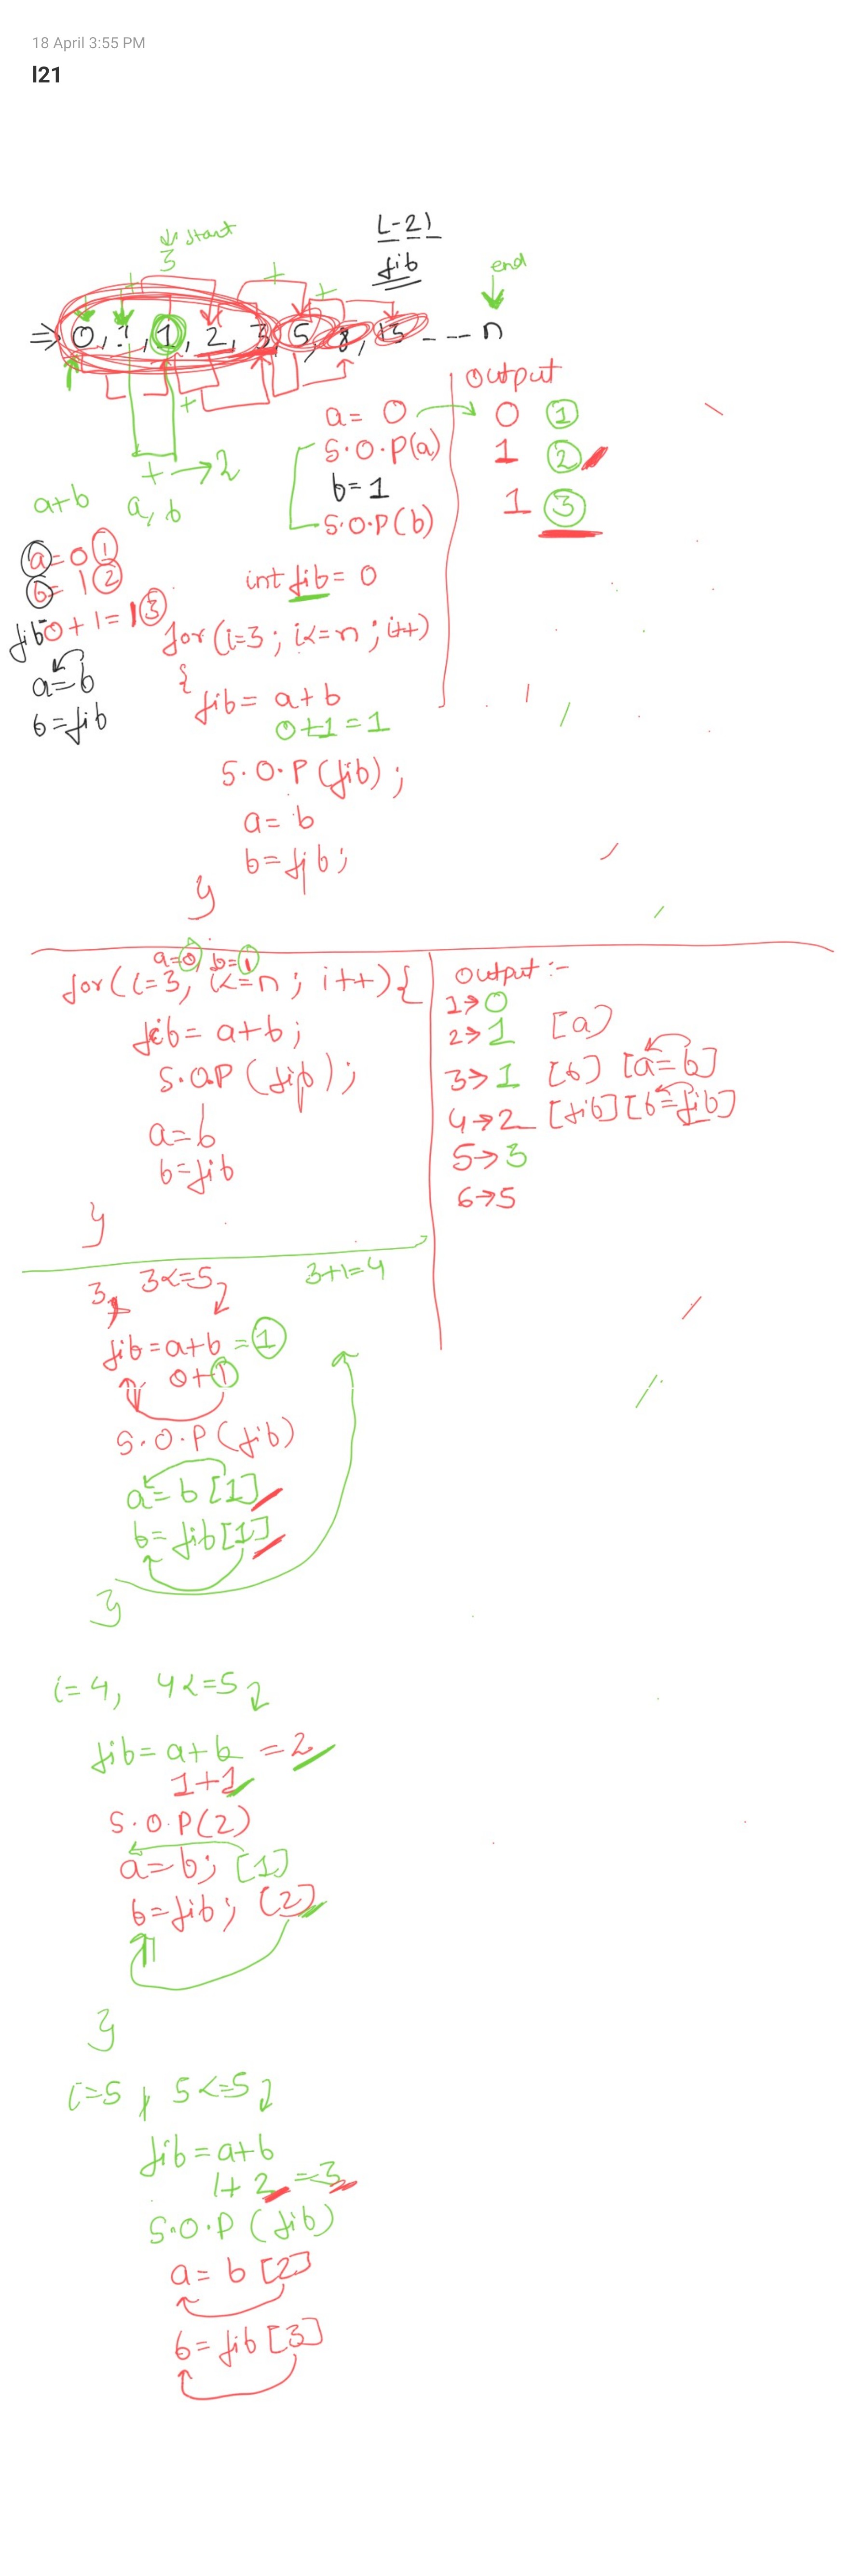 18 April 3:55 PM
l21
L-21
fib
start
3
end
+ + +
⇒ 0, 1, 1, 2, 3, 5, 8, 13 --- n
+
+ → 2
a+b a, b
a=0 ①
b=1 ②
fib 0+1=1 ③
a=b
b=fib
a= 0
S.O.P(a)
b=1
S.O.P(b)
output
0 ①
1 ②
1 ③
int fib= 0
for(i=3; i<=n; i++)
{
fib= a+b
0+1=1
S.O.P(fib);
a= b
b=fib;
}
a=0, b=1
for(i=3, i<=n; i++){
fib= a+b;
S.O.P(fib);
a=b
b=fib
}
output :-
1→0
2→1 [a]
3→1 [b] [a=b]
4→2 [fib] [b=fib]
5→3
6→5
3, 3<=5
3+1=4
fib=a+b =①
0+1
S.O.P(fib)
a=b[1]
b=fib[1]
}
i=4, 4<=5
fib=a+b =2
1+1
S.O.P(2)
a=b; [1]
b=fib; [2]
}
i=5, 5<=5
fib=a+b
1+2=3
S.O.P(fib)
a= b[2]
b=fib[3]